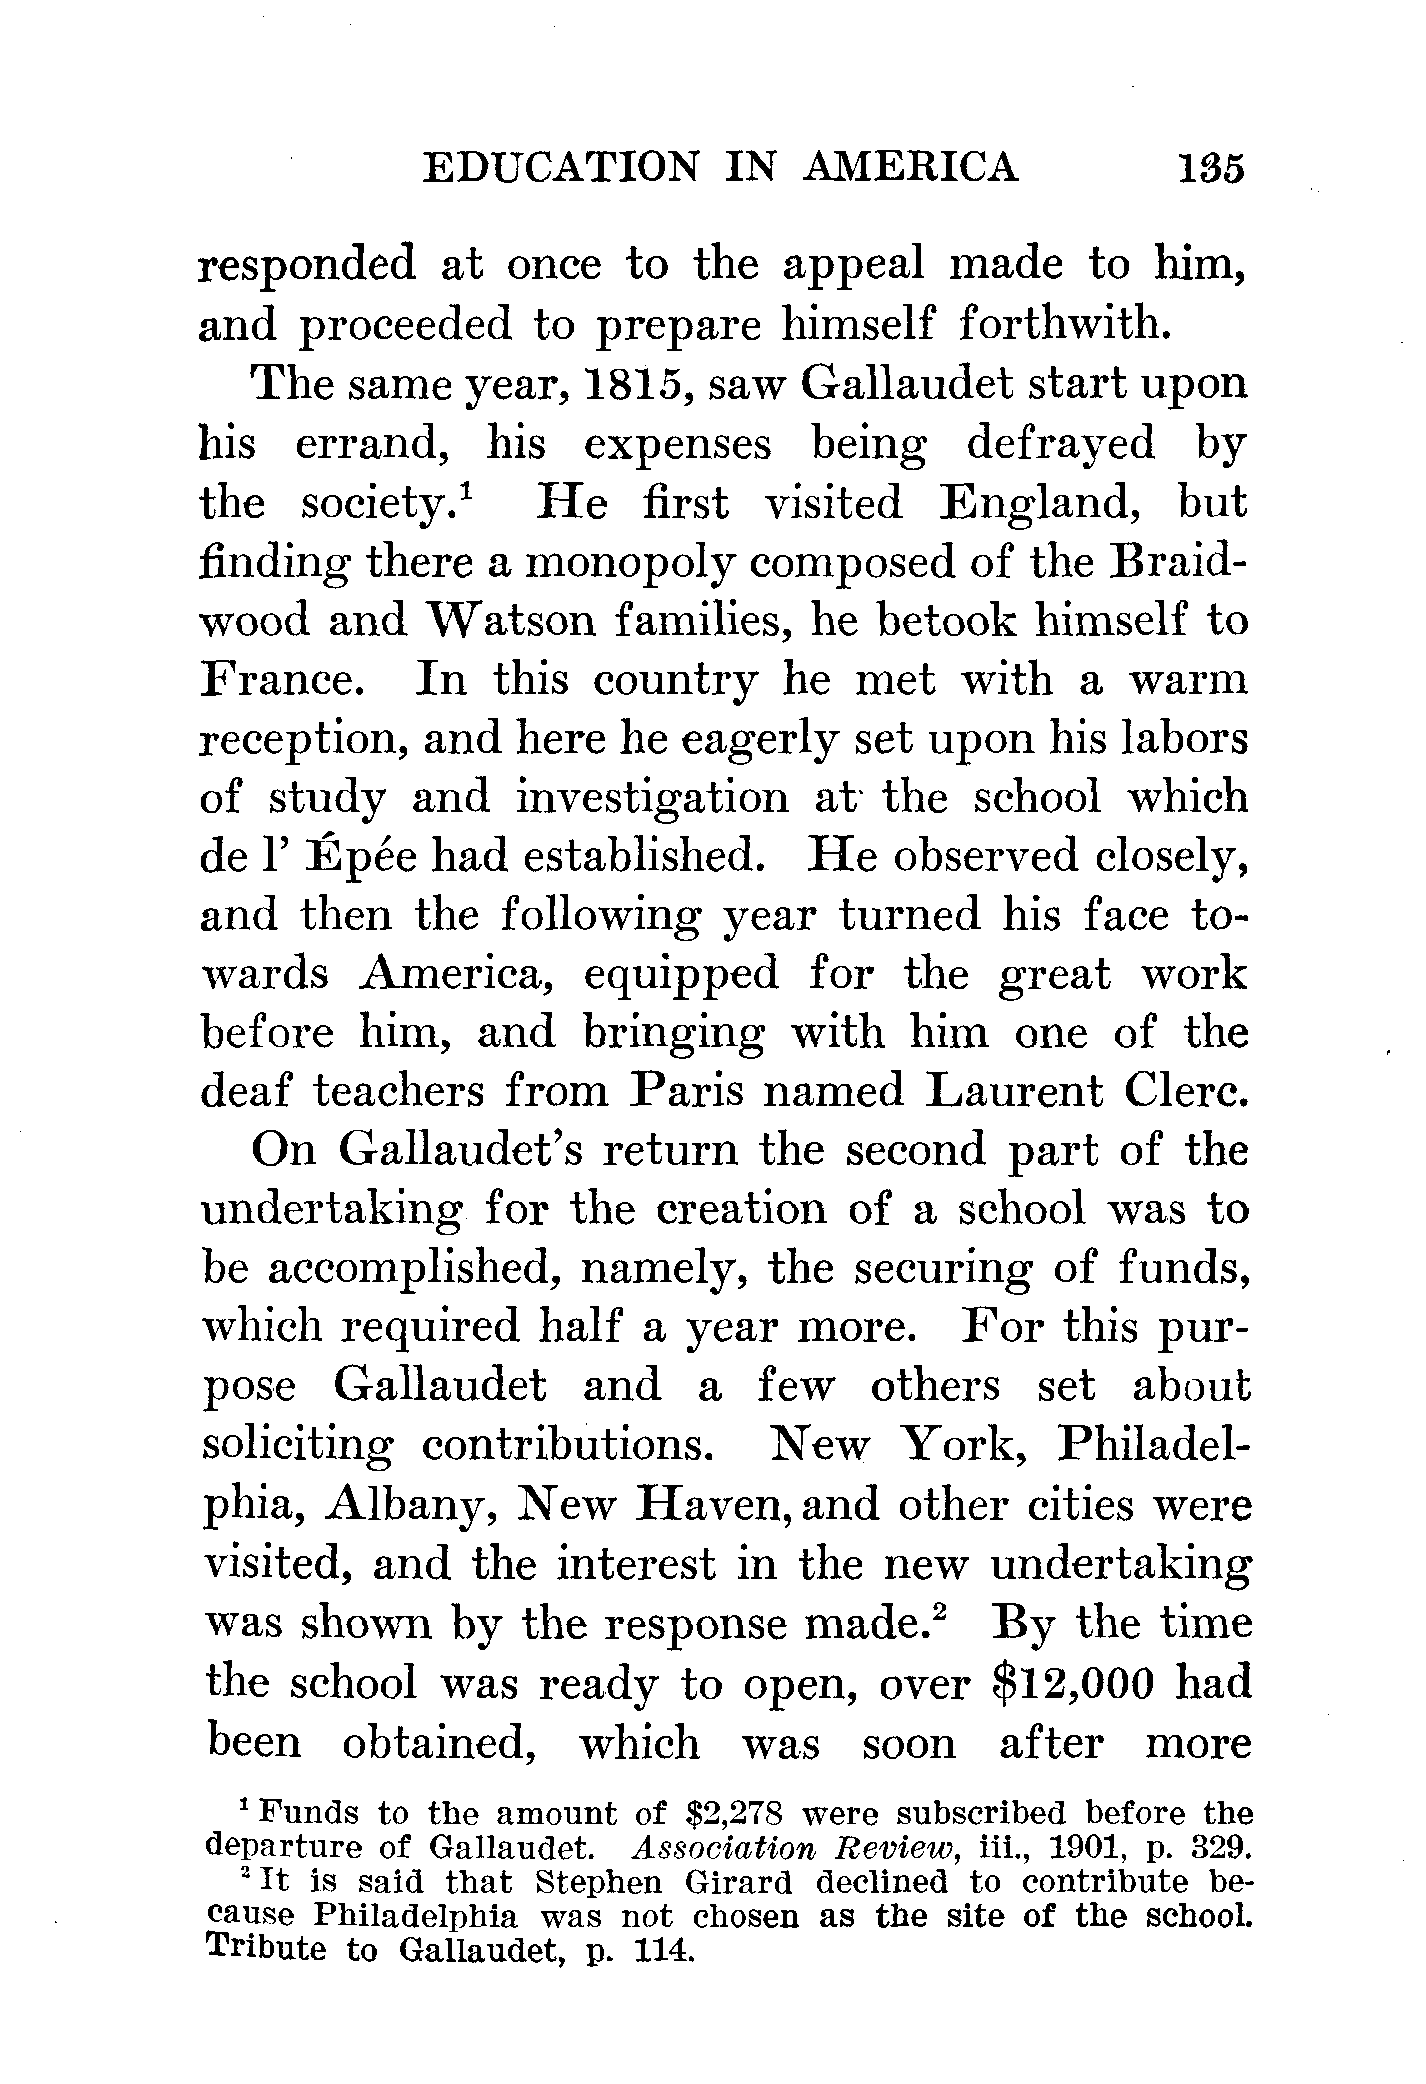 EDUCATION IN AMERICA 135
responded at once to the appeal made to him,
and proceeded to prepare himself forthwith.
The same year, 1815, saw Gallaudet start upon
his errand, his expenses being defrayed by
the society.¹ He first visited England, but
finding there a monopoly composed of the Braid-
wood and Watson families, he betook himself to
France. In this country he met with a warm
reception, and here he eagerly set upon his labors
of study and investigation at the school which
de l' Épée had established. He observed closely,
and then the following year turned his face to-
wards America, equipped for the great work
before him, and bringing with him one of the
deaf teachers from Paris named Laurent Clerc.
On Gallaudet's return the second part of the
undertaking for the creation of a school was to
be accomplished, namely, the securing of funds,
which required half a year more. For this pur-
pose Gallaudet and a few others set about
soliciting contributions. New York, Philadel-
phia, Albany, New Haven, and other cities were
visited, and the interest in the new undertaking
was shown by the response made.² By the time
the school was ready to open, over $12,000 had
been obtained, which was soon after more
¹ Funds to the amount of $2,278 were subscribed before the
departure of Gallaudet. Association Review, iii., 1901, p. 329.
² It is said that Stephen Girard declined to contribute be-
cause Philadelphia was not chosen as the site of the school.
Tribute to Gallaudet, p. 114.